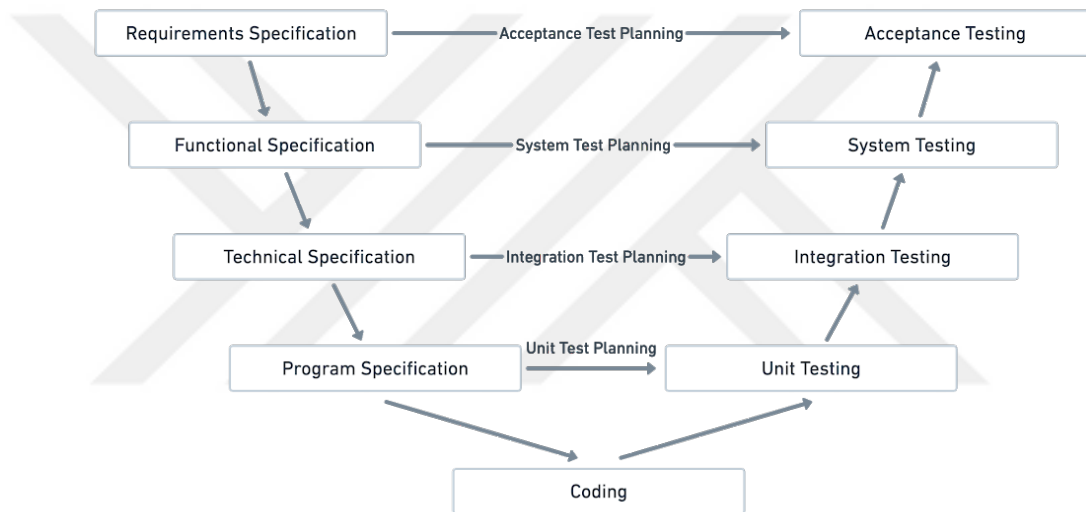 Requirements Specification
Acceptance Test Planning
Acceptance Testing
Functional Specification
System Test Planning
System Testing
Technical Specification
Integration Test Planning
Integration Testing
Unit Test Planning
Program Specification
Unit Testing
Coding